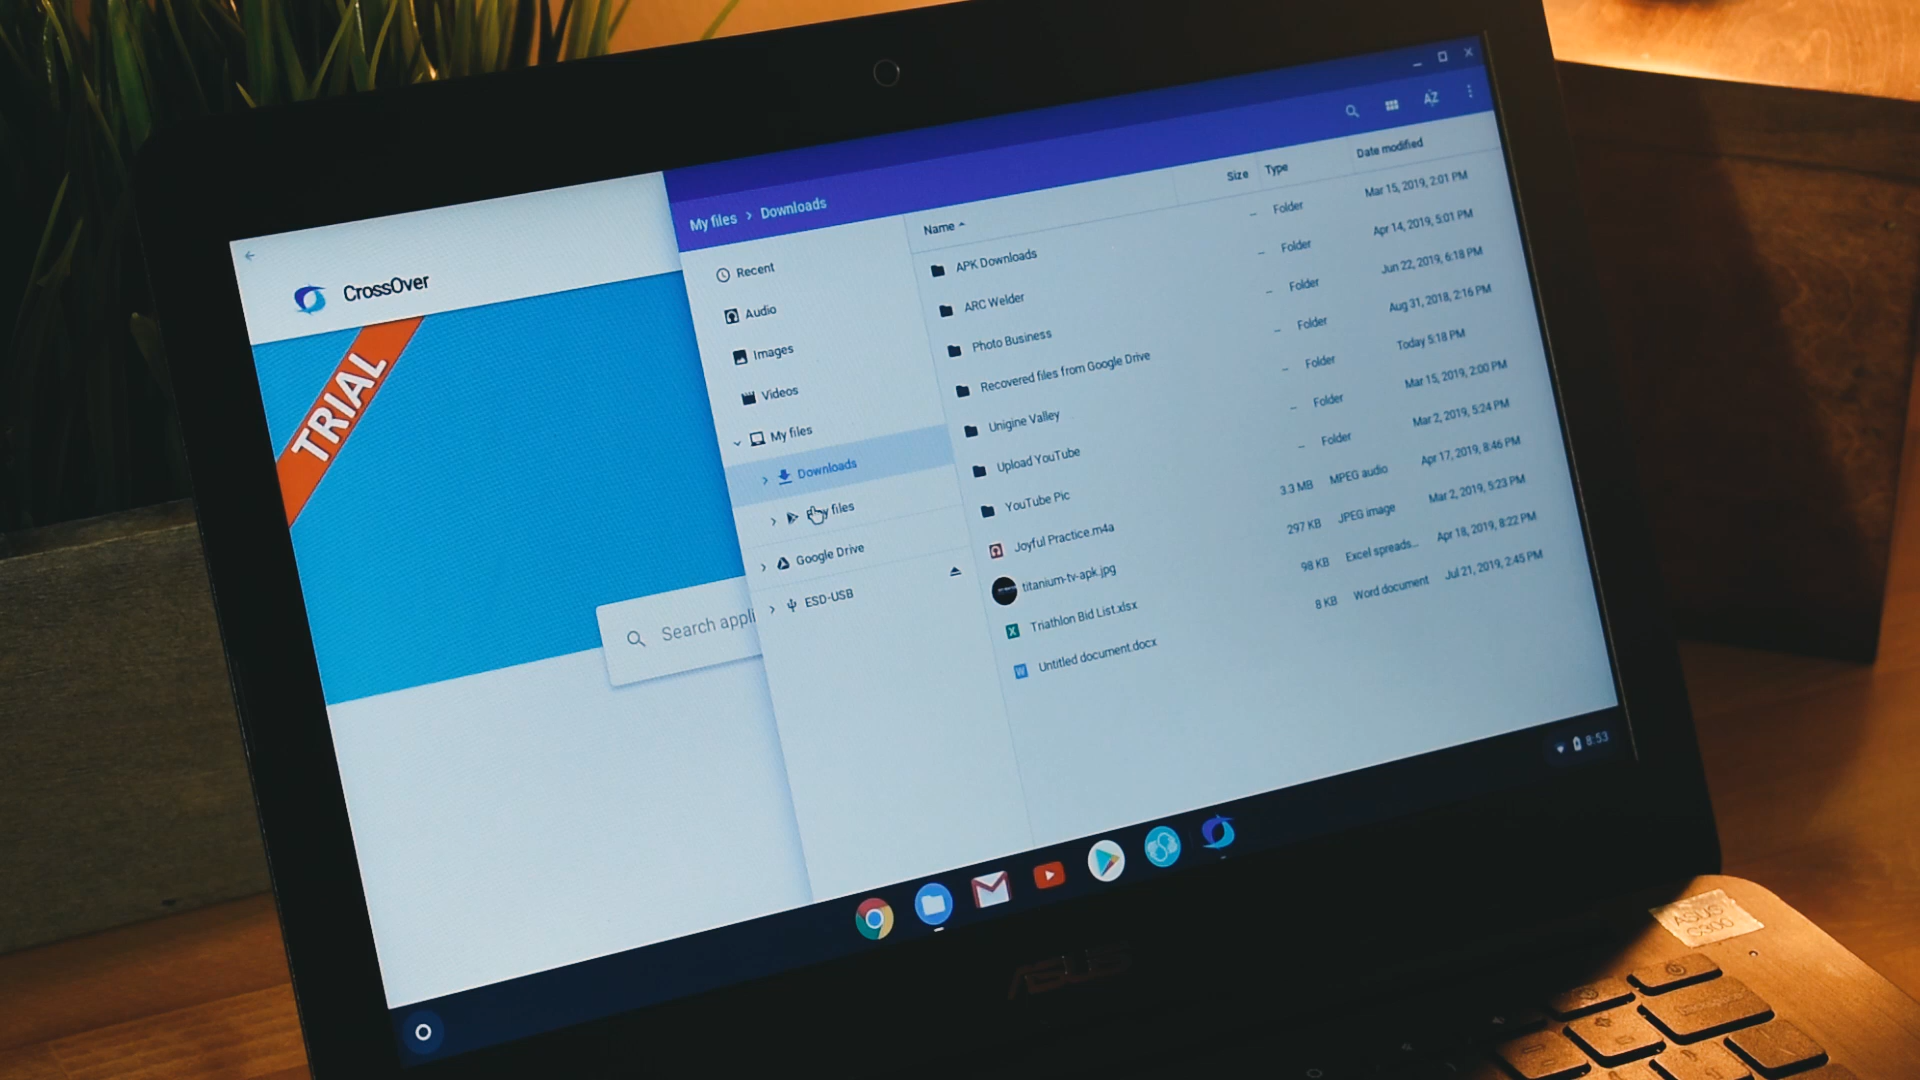 CrossOver
TRIAL
Search appli
My files > Downloads
Recent
Audio
Images
Videos
My files
Downloads
files
Google Drive
ESD-USB
Name Size Type Date modified
APK Downloads -- Folder Mar 15, 2019, 2:01 PM
ARC Welder -- Folder Apr 14, 2019, 5:01 PM
Photo Business -- Folder Jun 22, 2019, 6:18 PM
Recovered files from Google Drive -- Folder Aug 31, 2018, 2:16 PM
Unigine Valley -- Folder Today 5:18 PM
Upload YouTube -- Folder Mar 15, 2019, 2:00 PM
YouTube Pic -- Folder Mar 2, 2019, 5:24 PM
Joyful Practice.m4a 3.3 MB MPEG audio Apr 17, 2019, 8:46 PM
titanium-tv-apk.jpg 297 KB JPEG image Mar 2, 2019, 5:23 PM
Triathlon Bid List.xlsx 98 KB Excel spreads... Apr 18, 2019, 8:22 PM
Untitled document.docx 8 KB Word document Jul 21, 2019, 2:45 PM
AZ
8:53
ASUS
ASUS
C300